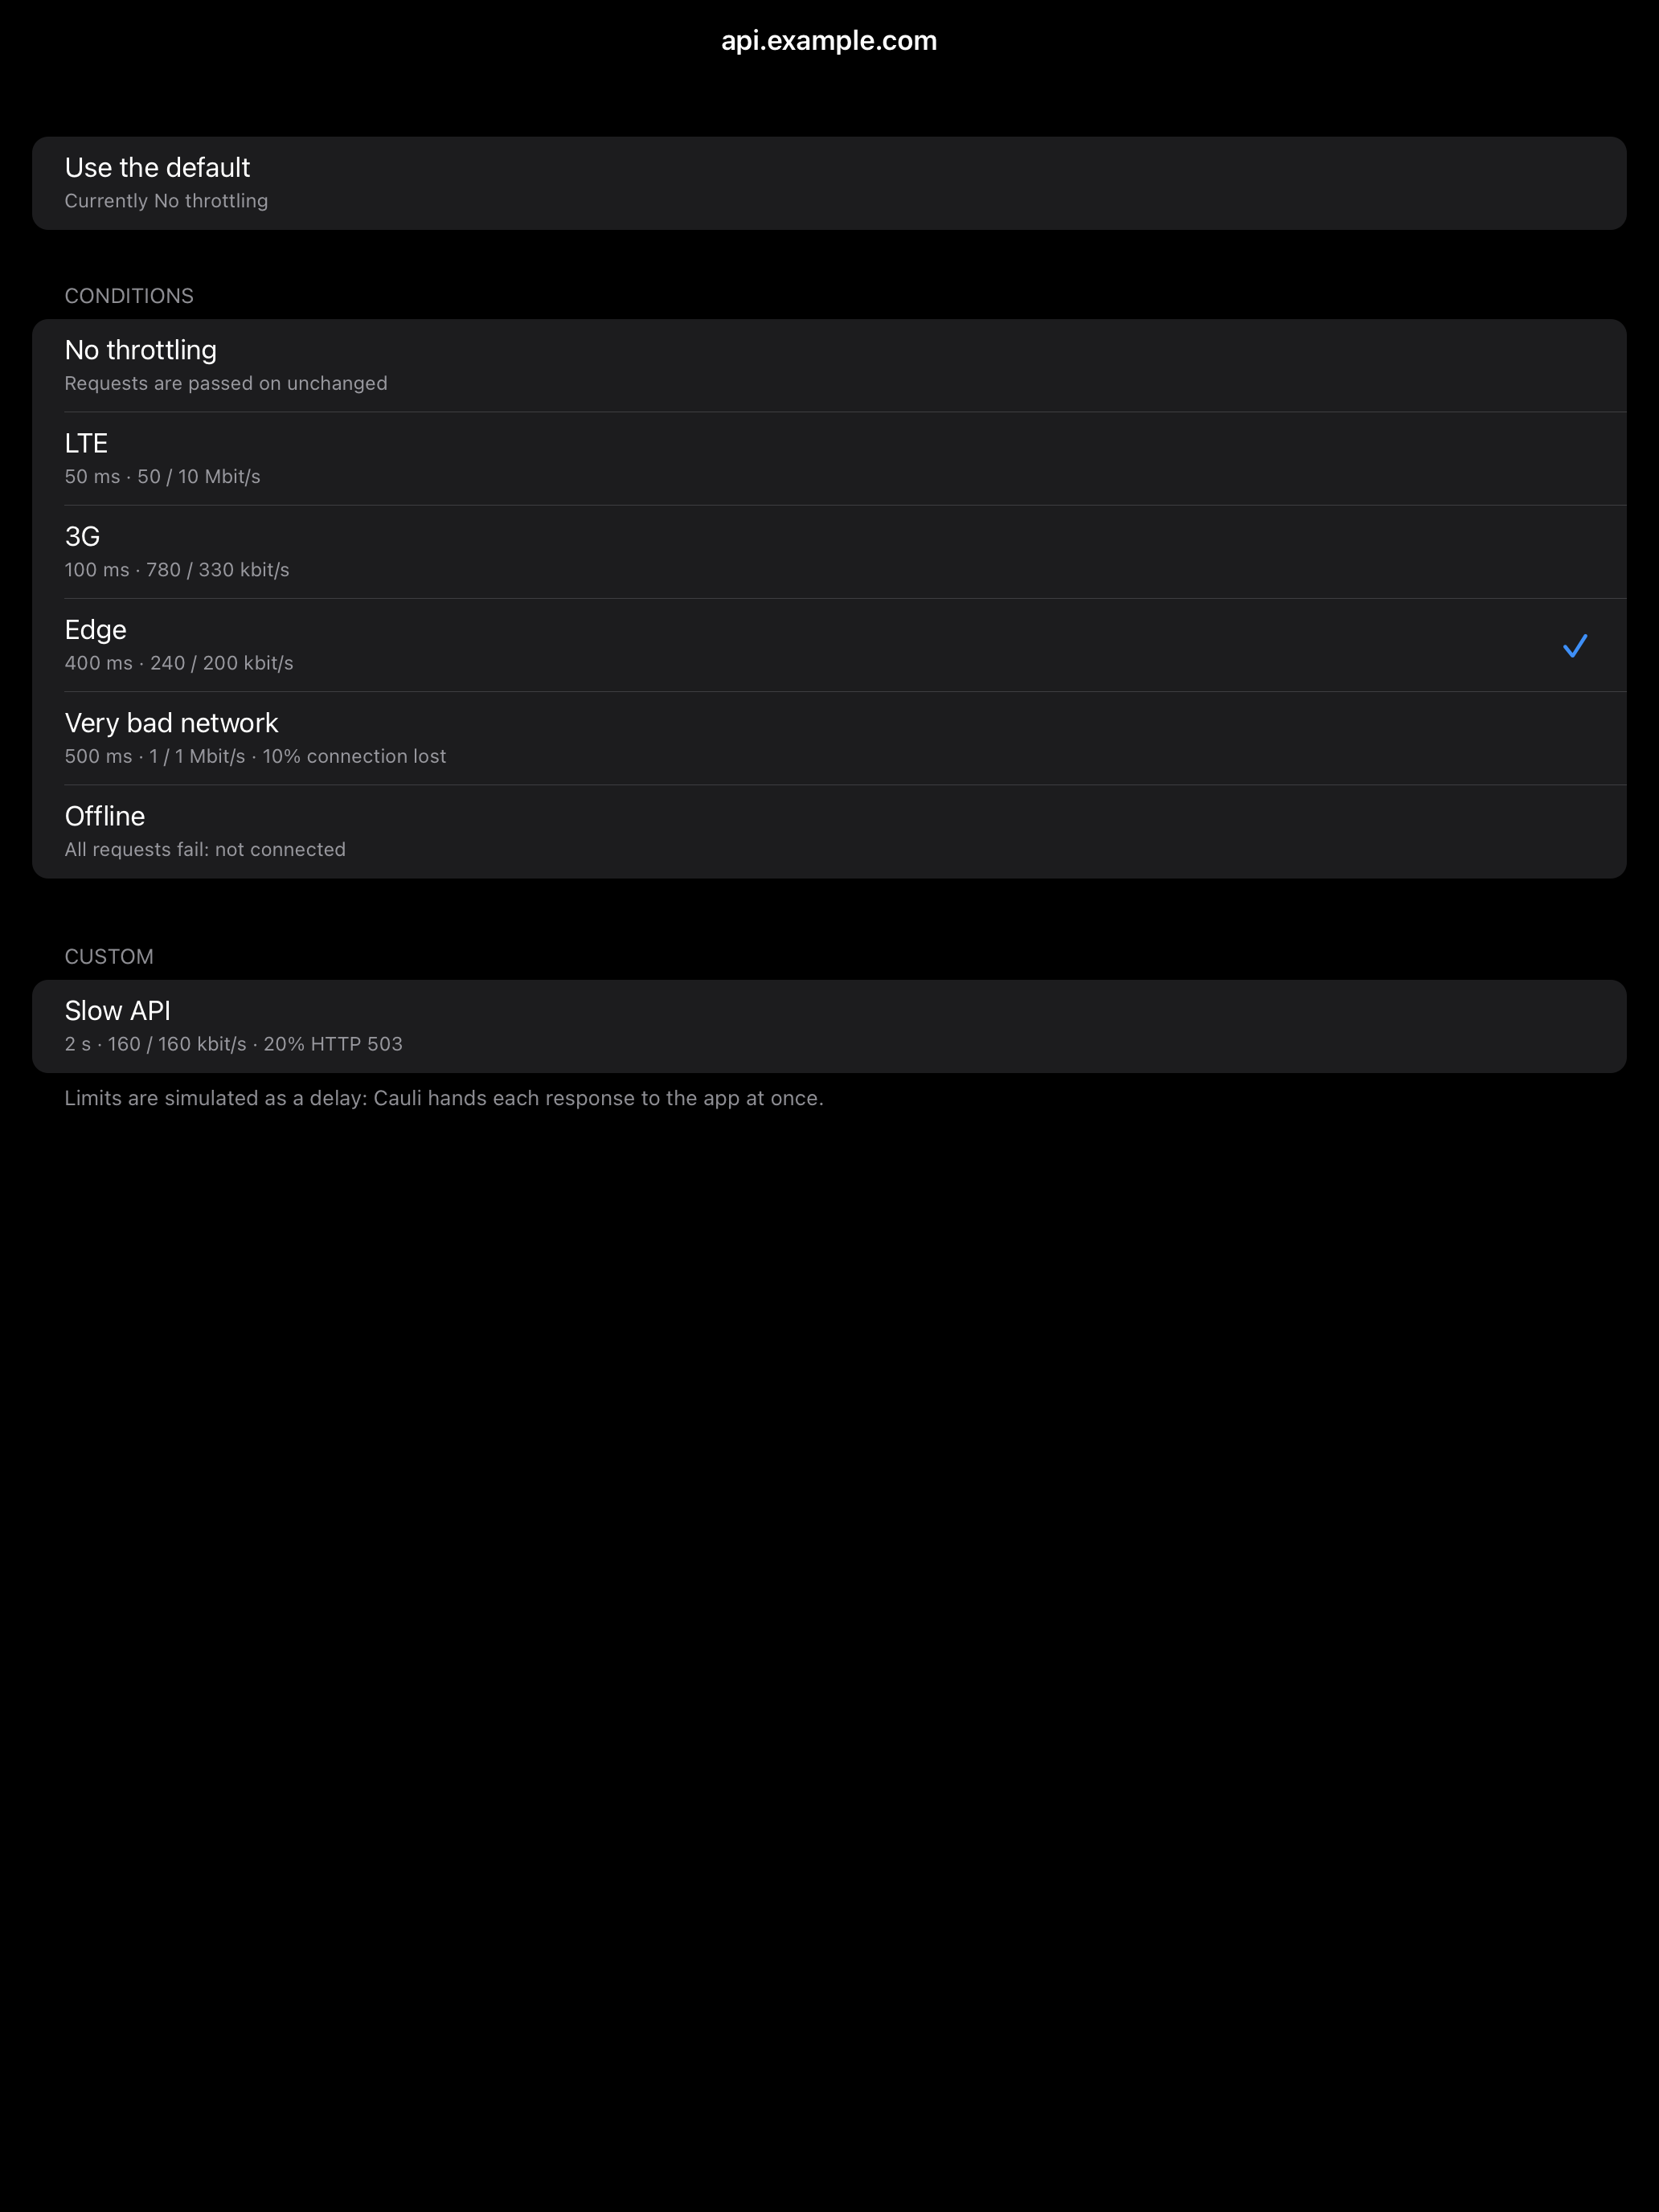 api.example.com
Use the default
Currently No throttling
CONDITIONS
No throttling
Requests are passed on unchanged
LTE
50 ms · 50 / 10 Mbit/s
3G
100 ms · 780 / 330 kbit/s
Edge
400 ms · 240 / 200 kbit/s
Very bad network
500 ms · 1 / 1 Mbit/s · 10% connection lost
Offline
All requests fail: not connected
CUSTOM
Slow API
2 s · 160 / 160 kbit/s · 20% HTTP 503
Limits are simulated as a delay: Cauli hands each response to the app at once.